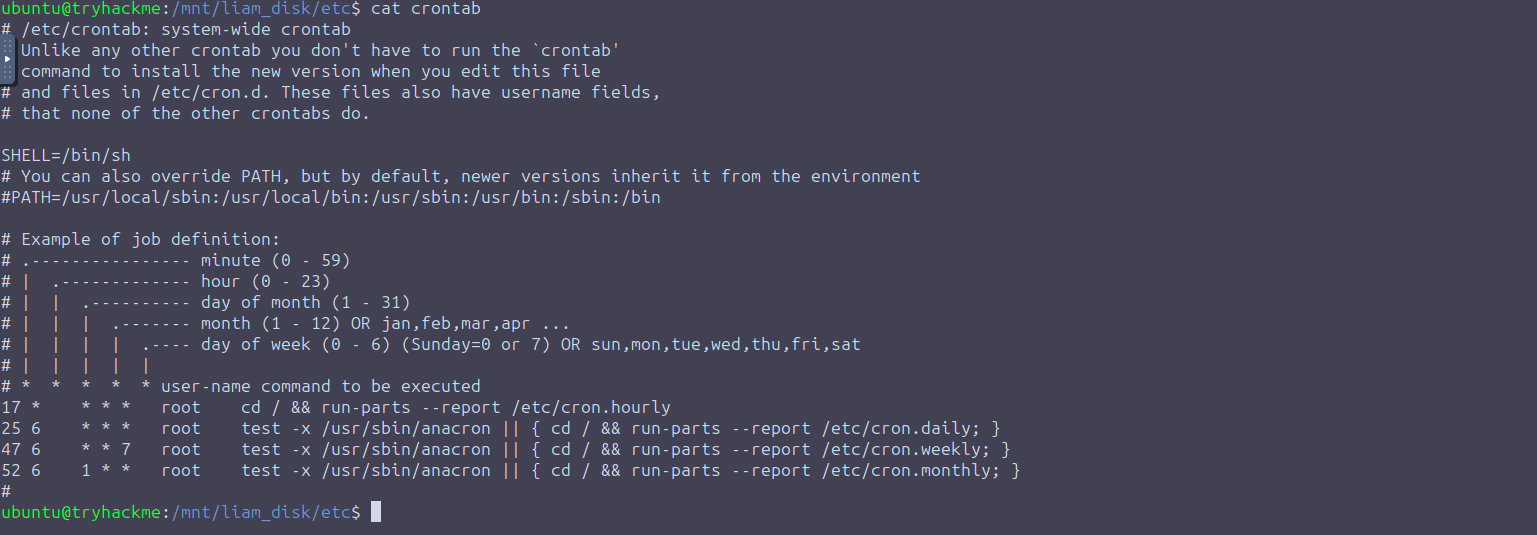 ubuntu@tryhackme:/mnt/liam_disk/etc$ cat crontab
# /etc/crontab: system-wide crontab
Unlike any other crontab you don't have to run the `crontab'
command to install the new version when you edit this file
# and files in /etc/cron.d. These files also have username fields,
# that none of the other crontabs do.

SHELL=/bin/sh
# You can also override PATH, but by default, newer versions inherit it from the environment
#PATH=/usr/local/sbin:/usr/local/bin:/usr/sbin:/usr/bin:/sbin:/bin

# Example of job definition:
# .---------------- minute (0 - 59)
# |  .------------- hour (0 - 23)
# |  |  .---------- day of month (1 - 31)
# |  |  |  .------- month (1 - 12) OR jan,feb,mar,apr ...
# |  |  |  |  .---- day of week (0 - 6) (Sunday=0 or 7) OR sun,mon,tue,wed,thu,fri,sat
# |  |  |  |  |
# *  *  *  *  * user-name command to be executed
17 *    * * *   root    cd / && run-parts --report /etc/cron.hourly
25 6    * * *   root    test -x /usr/sbin/anacron || { cd / && run-parts --report /etc/cron.daily; }
47 6    * * 7   root    test -x /usr/sbin/anacron || { cd / && run-parts --report /etc/cron.weekly; }
52 6    1 * *   root    test -x /usr/sbin/anacron || { cd / && run-parts --report /etc/cron.monthly; }
#
ubuntu@tryhackme:/mnt/liam_disk/etc$